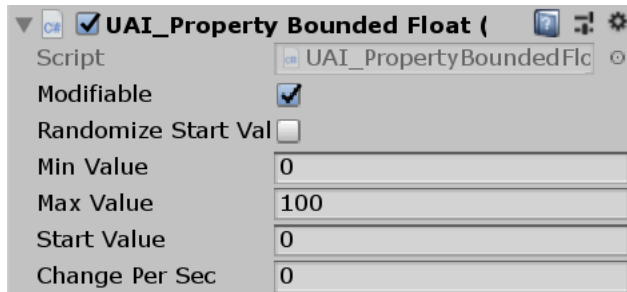 UAI_Property Bounded Float (
Script UAI_PropertyBoundedFlo
Modifiable
Randomize Start Val
Min Value 0
Max Value 100
Start Value 0
Change Per Sec 0